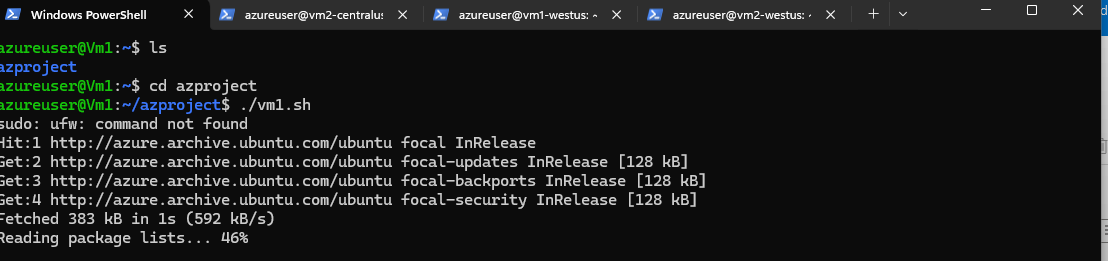 Windows PowerShell
azureuser@vm2-centralus
azureuser@vm1-westus: ~
azureuser@vm2-westus: ~
azureuser@Vm1:~$ ls
azproject
azureuser@Vm1:~$ cd azproject
azureuser@Vm1:~/azproject$ ./vm1.sh
sudo: ufw: command not found
Hit:1 http://azure.archive.ubuntu.com/ubuntu focal InRelease
Get:2 http://azure.archive.ubuntu.com/ubuntu focal-updates InRelease [128 kB]
Get:3 http://azure.archive.ubuntu.com/ubuntu focal-backports InRelease [128 kB]
Get:4 http://azure.archive.ubuntu.com/ubuntu focal-security InRelease [128 kB]
Fetched 383 kB in 1s (592 kB/s)
Reading package lists... 46%